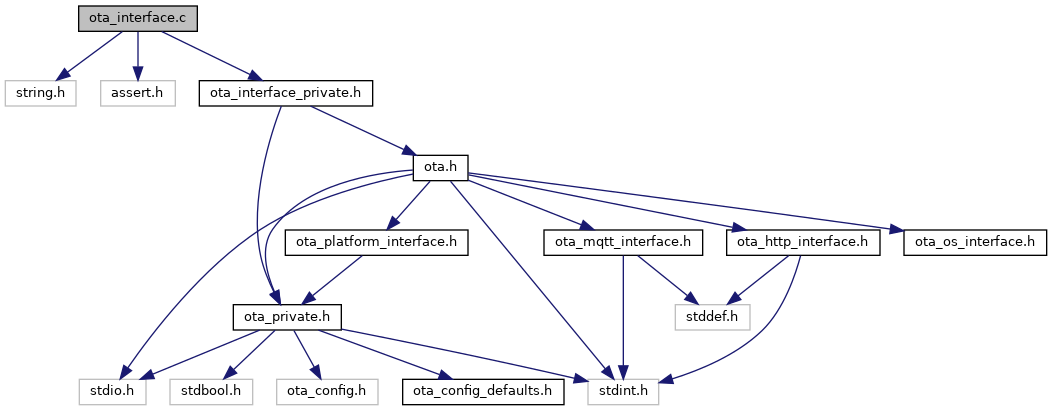 ota_interface.c
string.h
assert.h
ota_interface_private.h
ota.h
ota_platform_interface.h
ota_mqtt_interface.h
ota_http_interface.h
ota_os_interface.h
ota_private.h
stddef.h
stdio.h
stdbool.h
ota_config.h
ota_config_defaults.h
stdint.h